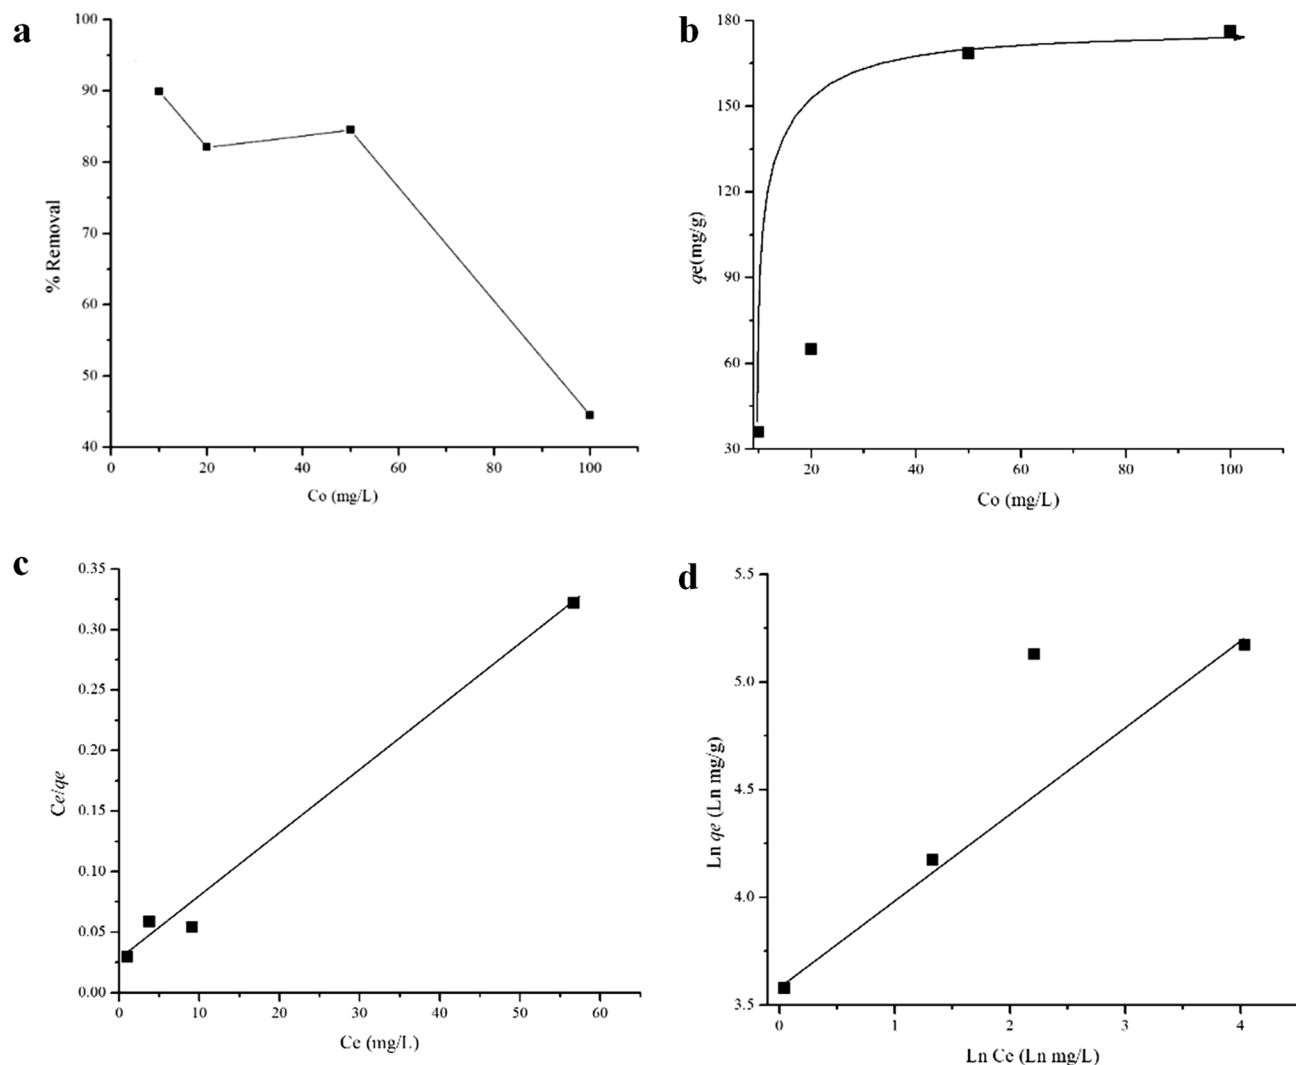 a
100
90
80
70
60
50
40
% Removal
0 20 40 60 80 100
Co (mg/L)
b
180
150
120
90
60
30
qe(mg/g)
20 40 60 80 100
Co (mg/L)
c
0.35
0.30
0.25
0.20
0.15
0.10
0.05
0.00
Ce/qe
0 10 20 30 40 50 60
Ce (mg/L)
d
5.5
5.0
4.5
4.0
3.5
Ln qe (Ln mg/g)
0 1 2 3 4
Ln Ce (Ln mg/L)